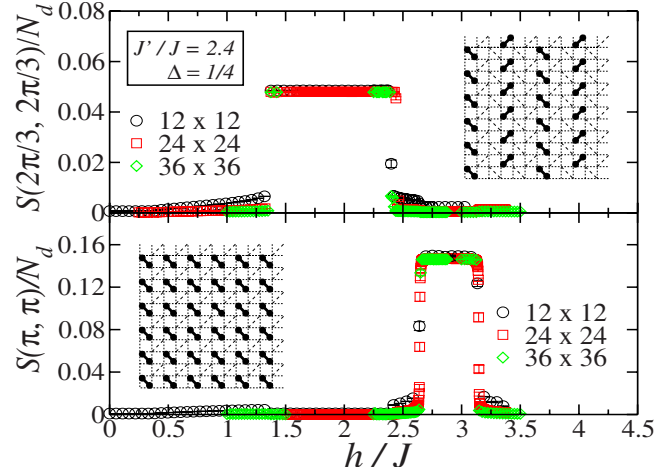 S(2π/3, 2π/3)/N_d
0.08
0.06
0.04
0.02
0
J'/J = 2.4
Δ = 1/4
12 x 12
24 x 24
36 x 36
S(π, π)/N_d
0.16
0.12
0.08
0.04
0
12 x 12
24 x 24
36 x 36
0 0.5 1 1.5 2 2.5 3 3.5 4 4.5
h / J